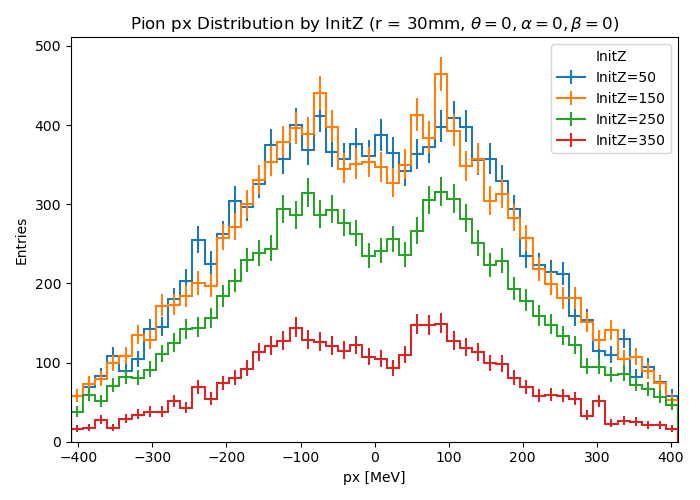 Pion px Distribution by InitZ (r = 30mm, θ = 0, α = 0, β = 0)
InitZ
InitZ=50
InitZ=150
InitZ=250
InitZ=350
500
400
300
200
100
0
Entries
−400 −300 −200 −100 0 100 200 300 400
px [MeV]